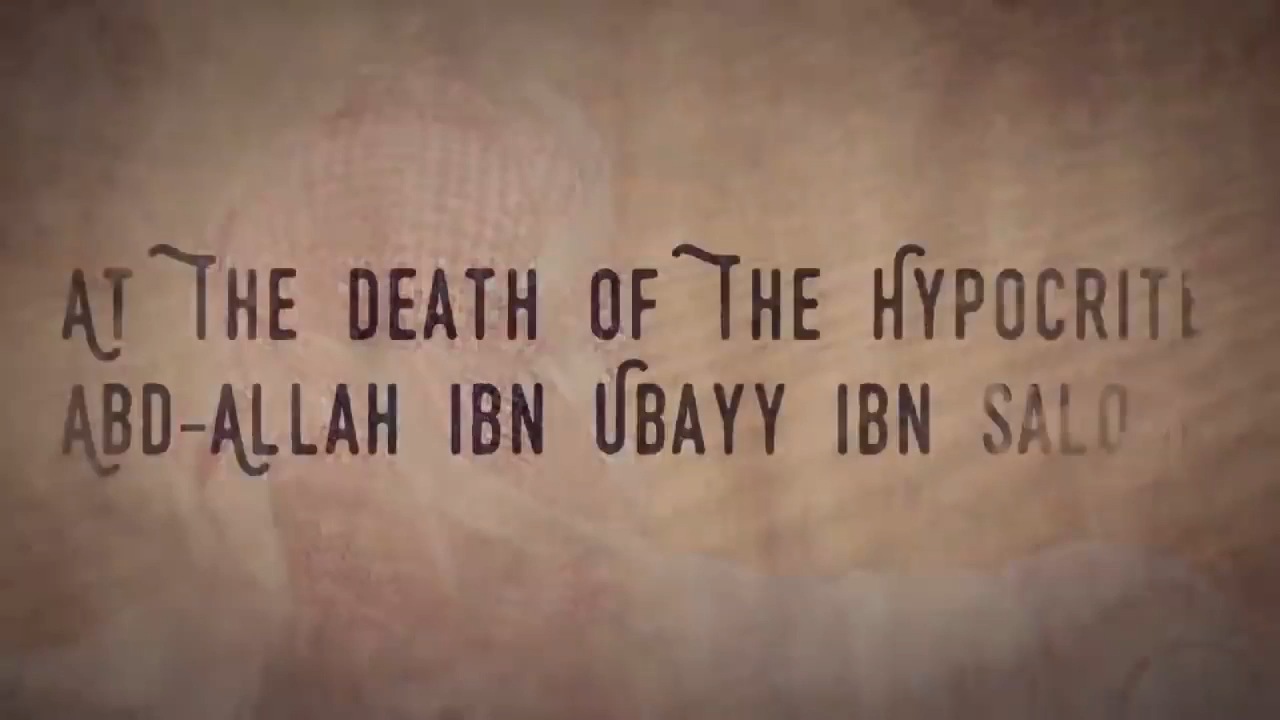 AT THE DEATH OF THE HYPOCRITE
ABD-ALLAH IBN UBAYY IBN